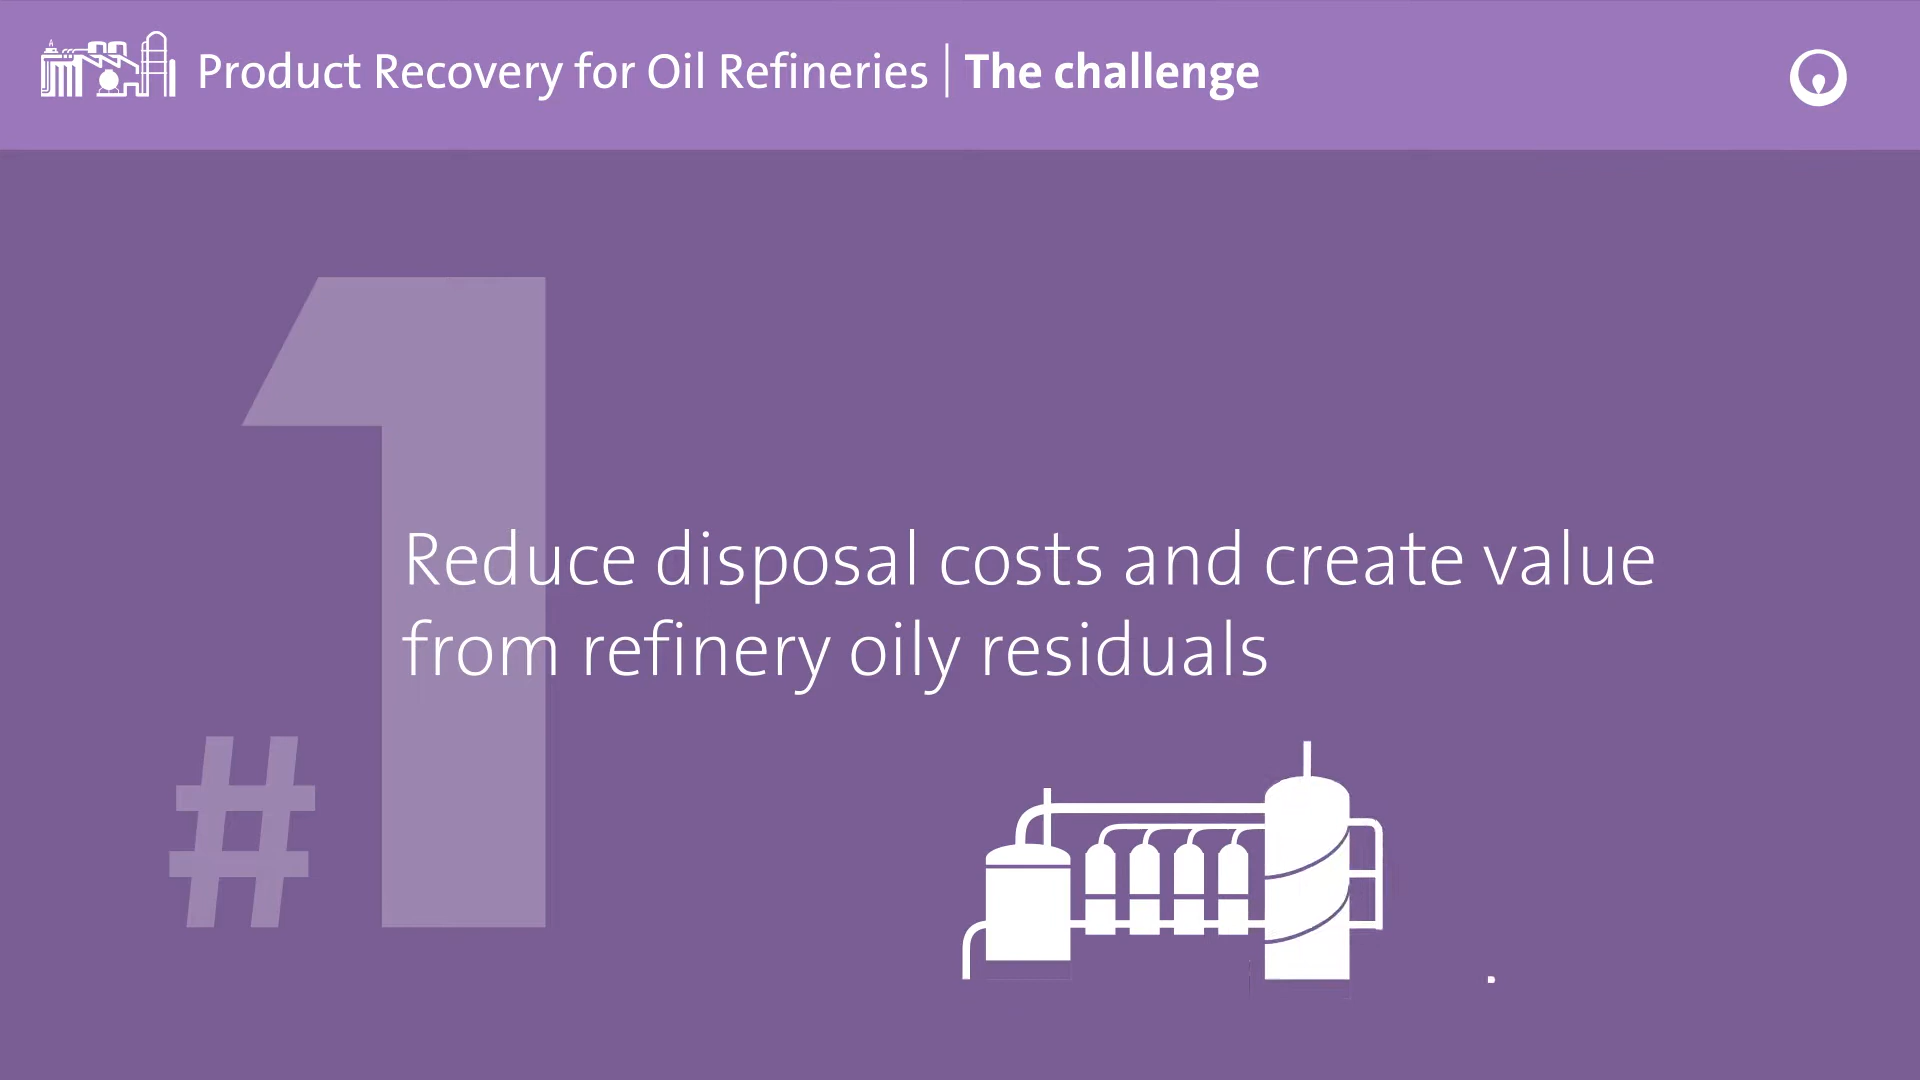 Product Recovery for Oil Refineries | The challenge
#1
Reduce disposal costs and create value
from refinery oily residuals